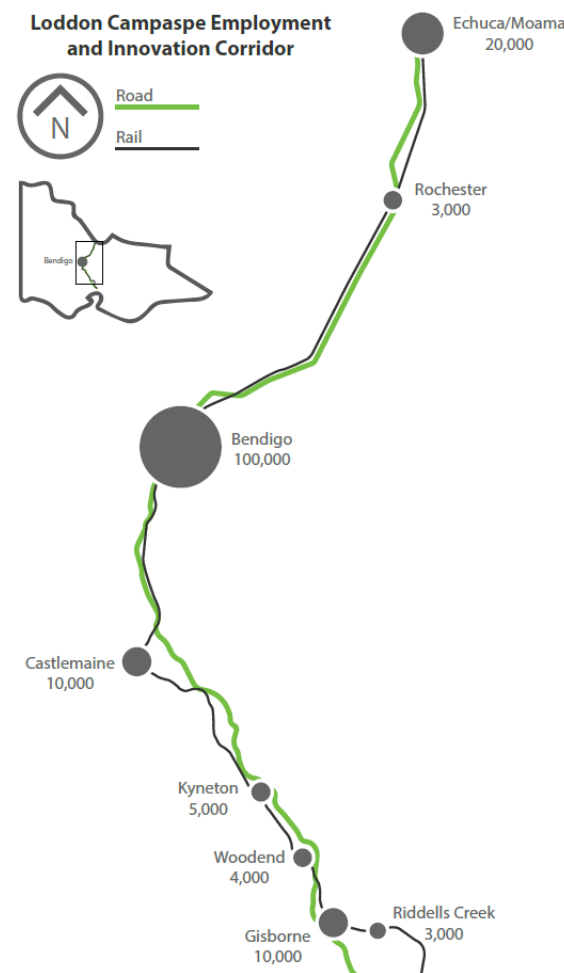 Loddon Campaspe Employment
and Innovation Corridor
N
Road
Rail
Bendigo
Echuca/Moama
20,000
Rochester
3,000
Bendigo
100,000
Castlemaine
10,000
Kyneton
5,000
Woodend
4,000
Gisborne
10,000
Riddells Creek
3,000